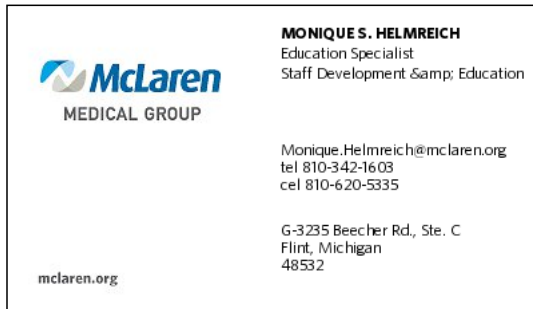 McLaren
MEDICAL GROUP
mclaren.org
MONIQUE S. HELMREICH
Education Specialist
Staff Development &amp; Education
Monique.Helmreich@mclaren.org
tel 810-342-1603
cel 810-620-5335
G-3235 Beecher Rd., Ste. C
Flint, Michigan
48532